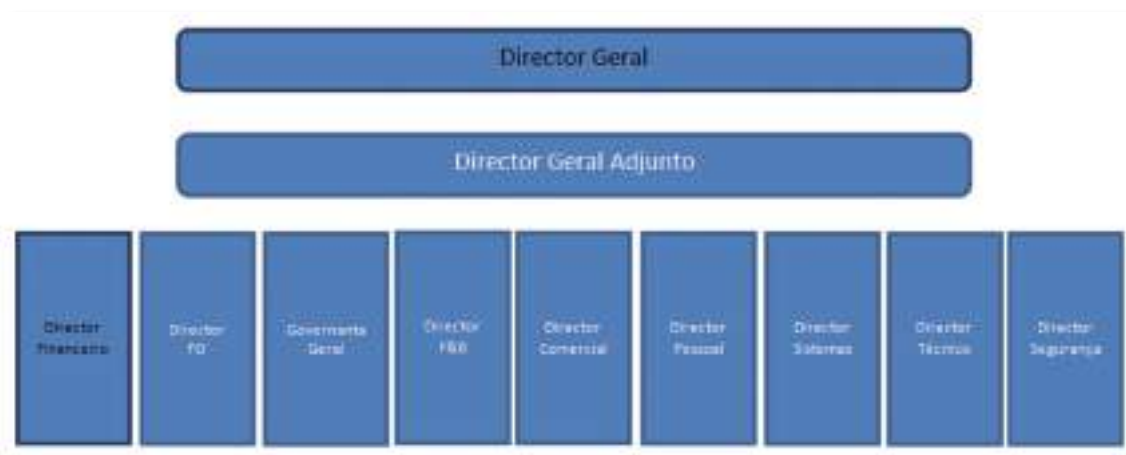 Director Geral
Director Geral Adjunto
Director
Financeiro
Director
FO
Governanta
Geral
Director
F&B
Director
Comercial
Director
Pessoal
Director
Sistemas
Director
Técnico
Director
Segurança